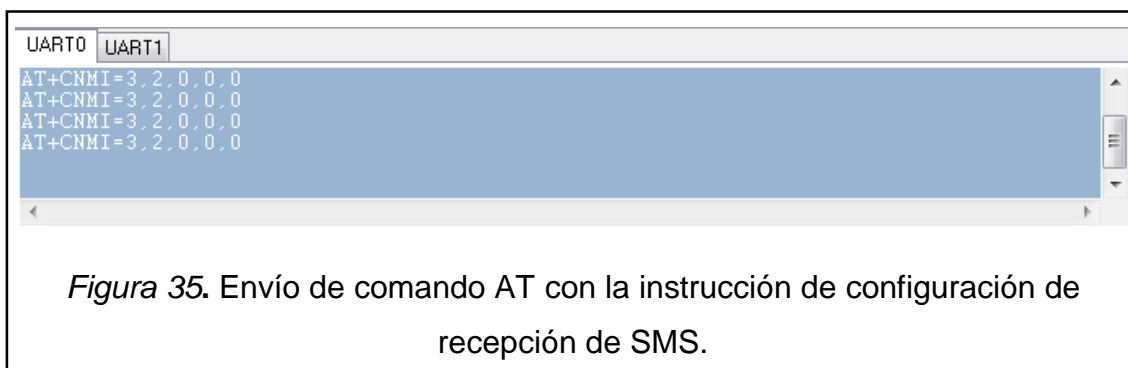 UART0 UART1
AT+CNMI=3,2,0,0,0
AT+CNMI=3,2,0,0,0
AT+CNMI=3,2,0,0,0
AT+CNMI=3,2,0,0,0
Figura 35. Envío de comando AT con la instrucción de configuración de
recepción de SMS.